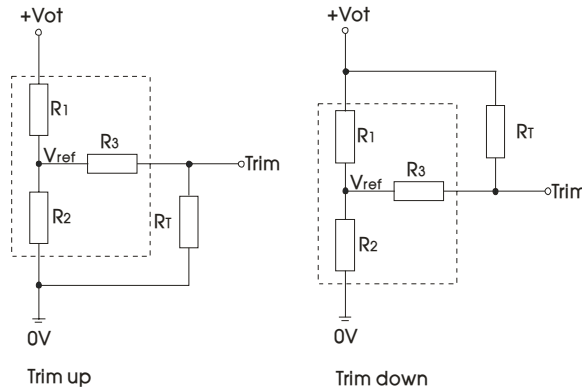 +Vot
R1
Vref
R3
Trim
R2
RT
0V
Trim up
+Vot
R1
RT
R3
Vref
Trim
R2
0V
Trim down